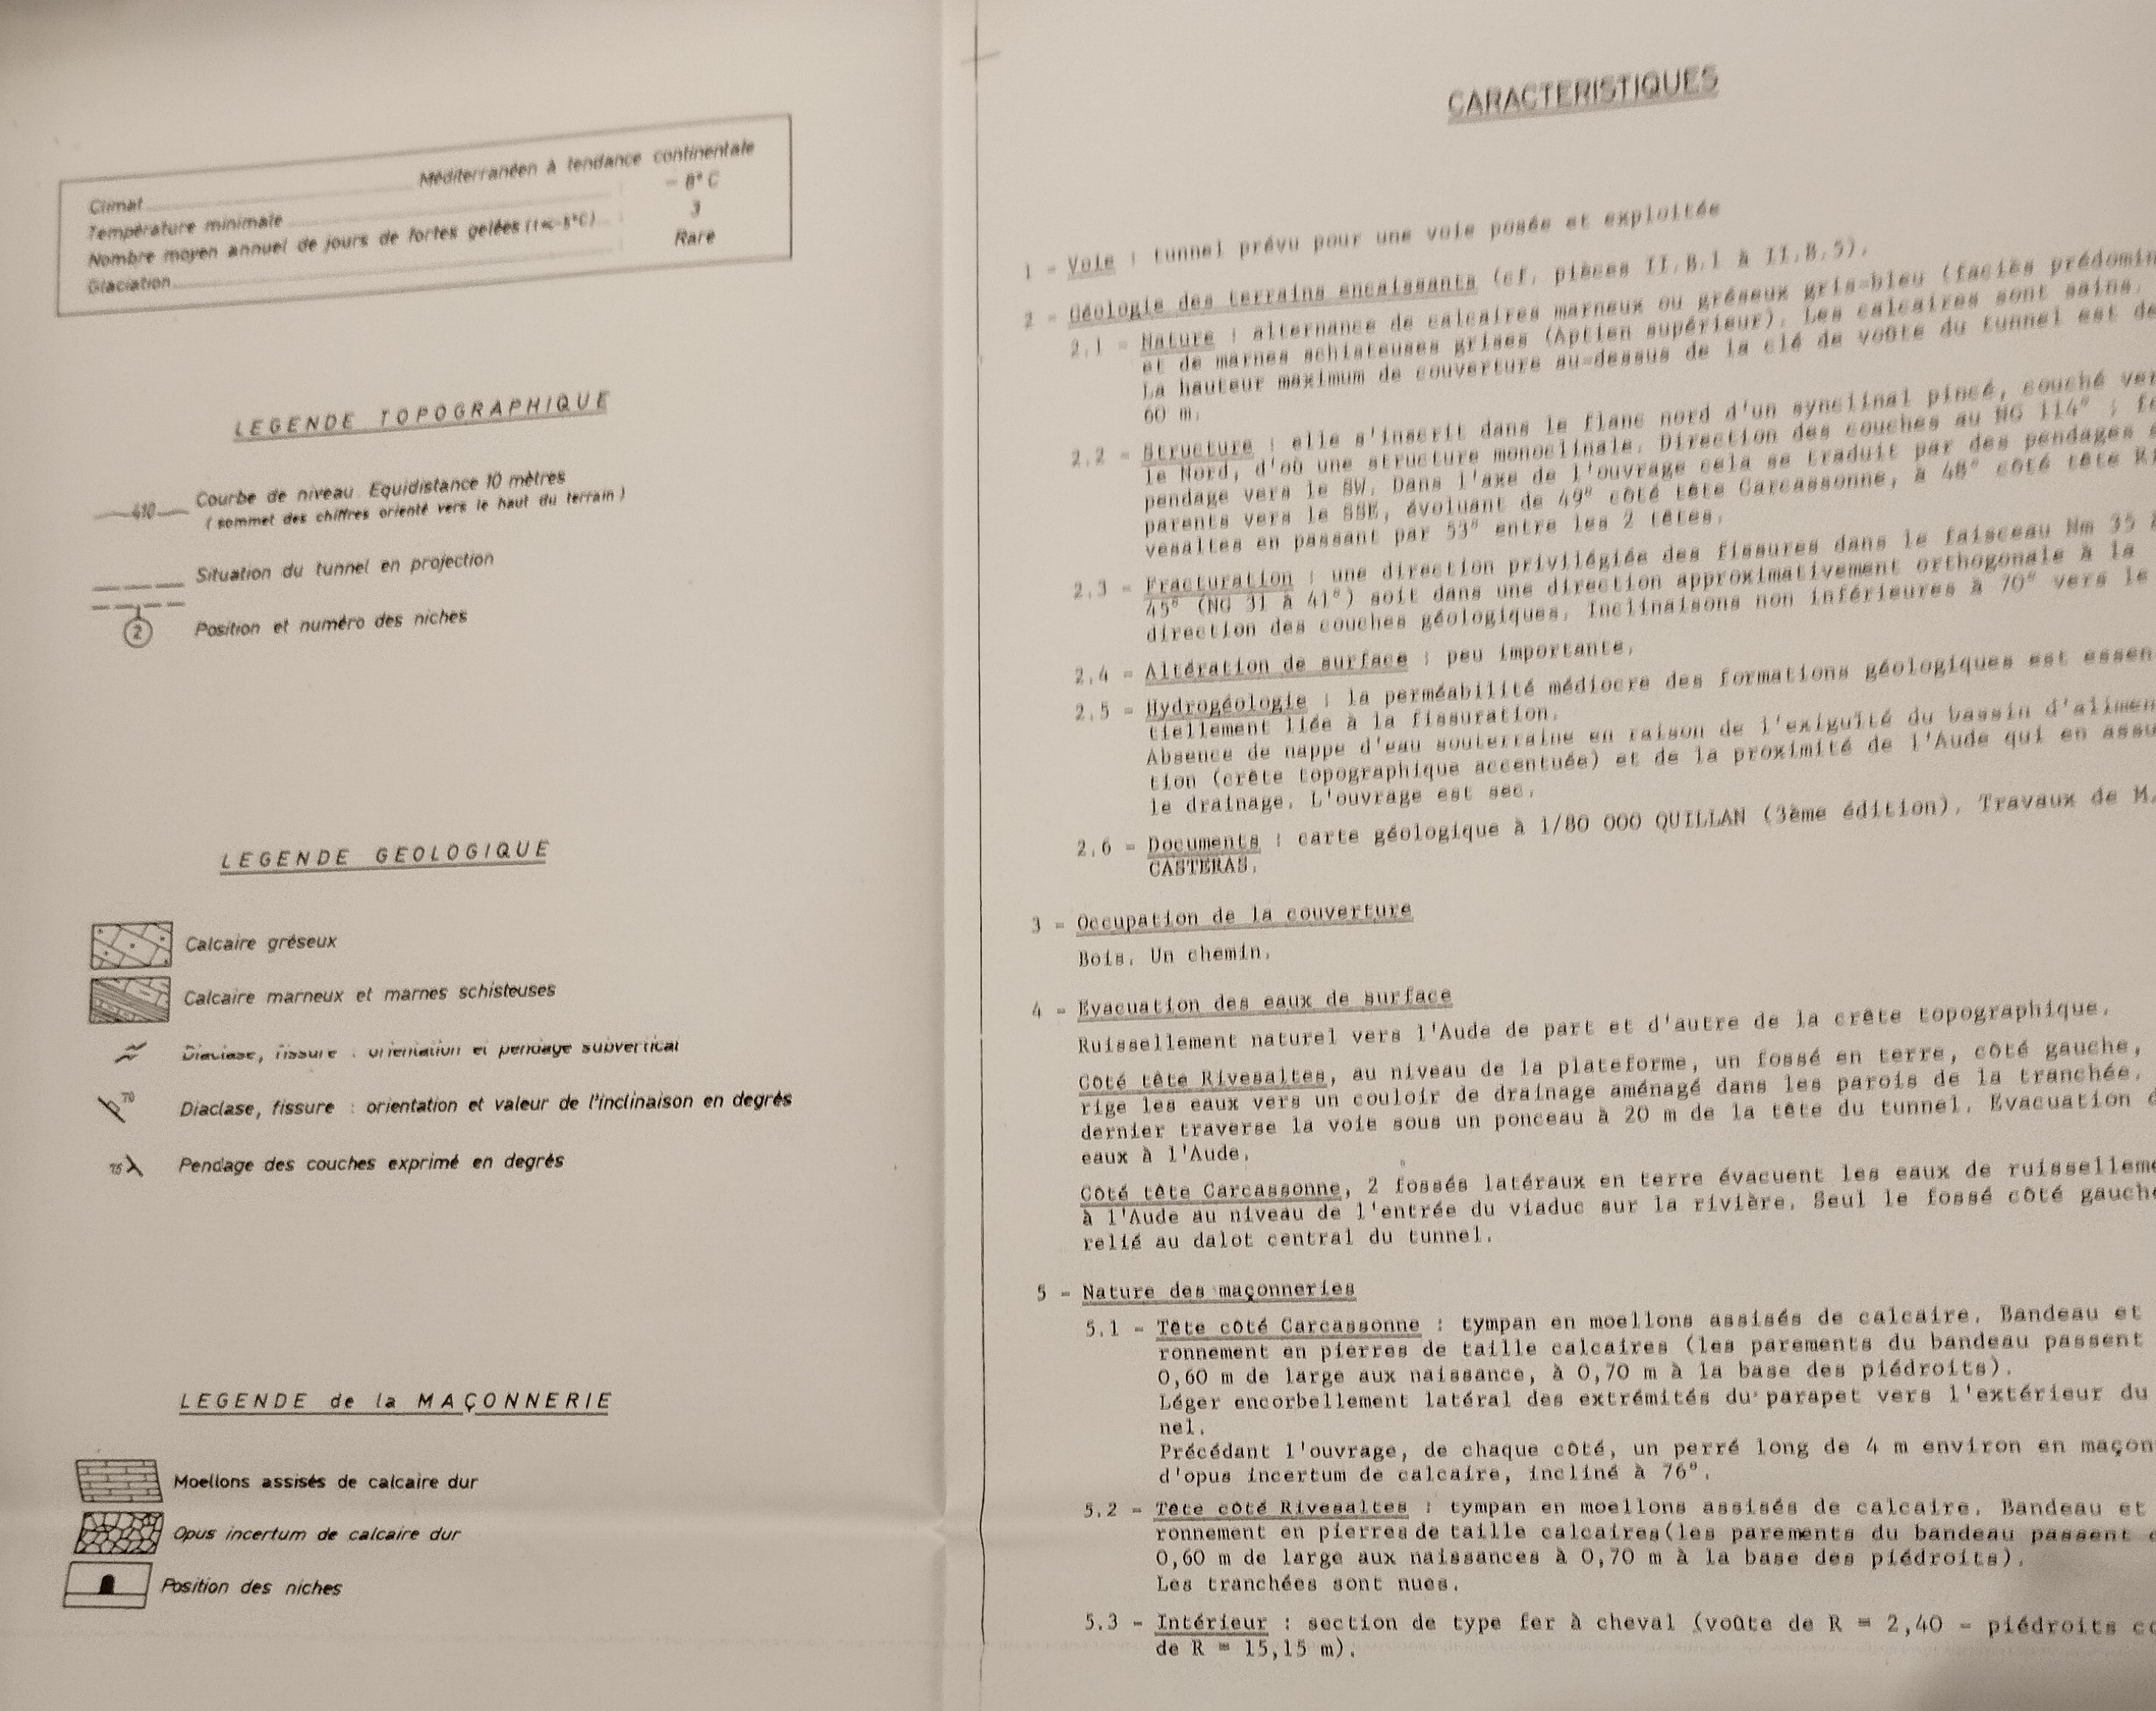 Climat Méditerranéen à tendance continentale
Température minimale - 8° C
Nombre moyen annuel de jours de fortes gelées (t<-5°C) 3
Glaciation Rare
LEGENDE TOPOGRAPHIQUE
410 Courbe de niveau. Equidistance 10 mètres
( sommet des chiffres orienté vers le haut du terrain )
Situation du tunnel en projection
2 Position et numéro des niches
LEGENDE GEOLOGIQUE
Calcaire gréseux
Calcaire marneux et marnes schisteuses
Diaclase, fissure : orientation et pendage subvertical
70 Diaclase, fissure : orientation et valeur de l'inclinaison en degrés
75 Pendage des couches exprimé en degrés
LEGENDE de la MAÇONNERIE
Moellons assisés de calcaire dur
Opus incertum de calcaire dur
Position des niches
CARACTERISTIQUES
1 - Voie : tunnel prévu pour une voie posée et exploitée
2 - Géologie des terrains encaissants (cf. pièces II.B.1 à II.B.5).
2.1 - Nature : alternance de calcaires marneux ou gréseux gris-bleu (faciès prédomin
et de marnes schisteuses grises (Aptien supérieur). Les calcaires sont sains.
La hauteur maximum de couverture au-dessus de la clé de voûte du tunnel est de
60 m.
2.2 - Structure : elle s'inscrit dans le flanc nord d'un synclinal pincé, couché ver
le Nord, d'où une structure monoclinale. Direction des couches au NG 114° ;
pendage vers le SW. Dans l'axe de l'ouvrage cela se traduit par des pendages
parents vers le SSE, évoluant de 49° côté tête Carcassonne, à 48° côté tête Ri
vesaltes en passant par 53° entre les 2 têtes.
2.3 - Fracturation : une direction privilégiée des fissures dans le faisceau Nm 35 à
45° (NG 31 à 41°) soit dans une direction approximativement orthogonale à la
direction des couches géologiques. Inclinaisons non inférieures à 70° vers le
2.4 - Altération de surface : peu importante.
2.5 - Hydrogéologie : la perméabilité médiocre des formations géologiques est essen
tiellement liée à la fissuration.
Absence de nappe d'eau souterraine en raison de l'exiguïté du bassin d'alimen
tion (crête topographique accentuée) et de la proximité de l'Aude qui en assu
le drainage. L'ouvrage est sec.
2.6 - Documents : carte géologique à 1/80 000 QUILLAN (3ème édition). Travaux de M.
CASTERAS.
3 - Occupation de la couverture
Bois. Un chemin.
4 - Evacuation des eaux de surface
Ruissellement naturel vers l'Aude de part et d'autre de la crête topographique.
Côté tête Rivesaltes, au niveau de la plateforme, un fossé en terre, côté gauche,
rige les eaux vers un couloir de drainage aménagé dans les parois de la tranchée.
dernier traverse la voie sous un ponceau à 20 m de la tête du tunnel. Evacuation
eaux à l'Aude.
Côté tête Carcassonne, 2 fossés latéraux en terre évacuent les eaux de ruisselleme
à l'Aude au niveau de l'entrée du viaduc sur la rivière. Seul le fossé côté gauche
relié au dalot central du tunnel.
5 - Nature des maçonneries
5.1 - Tête côté Carcassonne : tympan en moellons assisés de calcaire. Bandeau et
ronnement en pierres de taille calcaires (les parements du bandeau passent
0,60 m de large aux naissance, à 0,70 m à la base des piédroits).
Léger encorbellement latéral des extrémités du parapet vers l'extérieur du
nel.
Précédant l'ouvrage, de chaque côté, un perré long de 4 m environ en maçon
d'opus incertum de calcaire, incliné à 76°.
5.2 - Tête côté Rivesaltes : tympan en moellons assisés de calcaire. Bandeau et
ronnement en pierres de taille calcaires(les parements du bandeau passent
0,60 m de large aux naissances à 0,70 m à la base des piédroits).
Les tranchées sont nues.
5.3 - Intérieur : section de type fer à cheval (voûte de R = 2,40 - piédroits co
de R = 15,15 m).